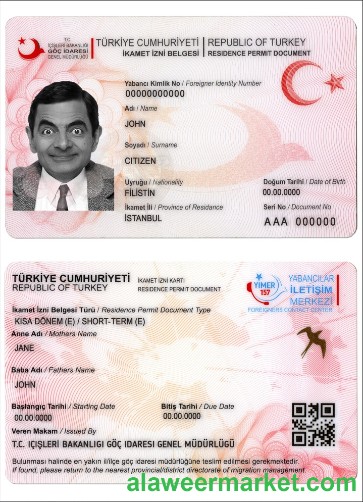 T.C.
İÇİŞLERİ BAKANLIĞI
GÖÇ İDARESİ
GENEL MÜDÜRLÜĞÜ
TÜRKİYE CUMHURİYETİ | REPUBLIC OF TURKEY
İKAMET İZNİ BELGESİ | RESIDENCE PERMIT DOCUMENT
Yabancı Kimlik No / Foreigner Identity Number
00000000000
Adı / Name
JOHN
Soyadı / Surname
CITIZEN
Uyruğu / Nationality
FİLİSTİN
Doğum Tarihi / Date of Birth
00.00.0000
İkamet İli / Province of Residance
İSTANBUL
Seri No / Document No
AAA 000000
TÜRKİYE CUMHURİYETİ
REPUBLIC OF TURKEY
İKAMET İZNİ KARTI
RESIDENCE PERMIT DOCUMENT
YİMER
157
YABANCILAR
İLETİŞİM
MERKEZİ
FOREIGNERS CONTACT CENTER
İkamet İzni Belgesi Türü / Residence Permit Document Type
KISA DÖNEM (E) / SHORT-TERM (E)
Anne Adı / Mothers Name
JANE
Baba Adı / Fathers Name
JOHN
Başlangıç Tarihi / Starting Date
00.00.0000
Bitiş Tarihi / Due Date
00.00.0000
Veren Makam / Issued By
T.C. İÇİŞLERİ BAKANLIGI GÖÇ İDARESİ GENEL MÜDÜRLÜĞÜ
Bulunması halinde en yakın il/ilçe göç idaresi müdürlüğüne teslim edilmesi gerekmektedir.
If found, please return to the nearest provincial/district directorate of migration management
alaweermarket.com